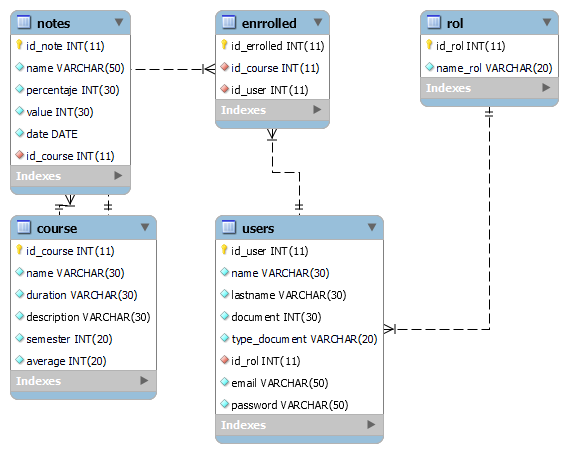 notes
id_note INT(11)
name VARCHAR(50)
percentaje INT(30)
value INT(30)
date DATE
id_course INT(11)
Indexes
enrrolled
id_errolled INT(11)
id_course INT(11)
id_user INT(11)
Indexes
rol
id_rol INT(11)
name_rol VARCHAR(20)
Indexes
course
id_course INT(11)
name VARCHAR(30)
duration VARCHAR(30)
description VARCHAR(30)
semester INT(20)
average INT(20)
Indexes
users
id_user INT(11)
name VARCHAR(30)
lastname VARCHAR(30)
document INT(30)
type_document VARCHAR(20)
id_rol INT(11)
email VARCHAR(50)
password VARCHAR(50)
Indexes